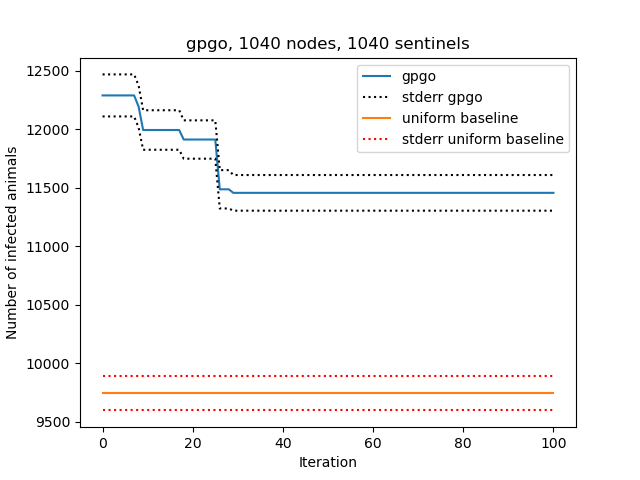 gpgo, 1040 nodes, 1040 sentinels
gpgo
stderr gpgo
uniform baseline
stderr uniform baseline
Number of infected animals
12500
12000
11500
11000
10500
10000
9500
0 20 40 60 80 100
Iteration